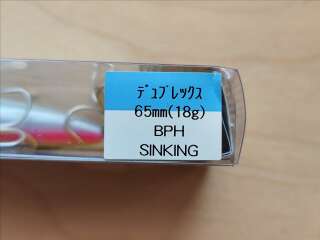 ﾃﾞｭﾌﾟﾚックス
65mm(18g)
BPH
SINKING